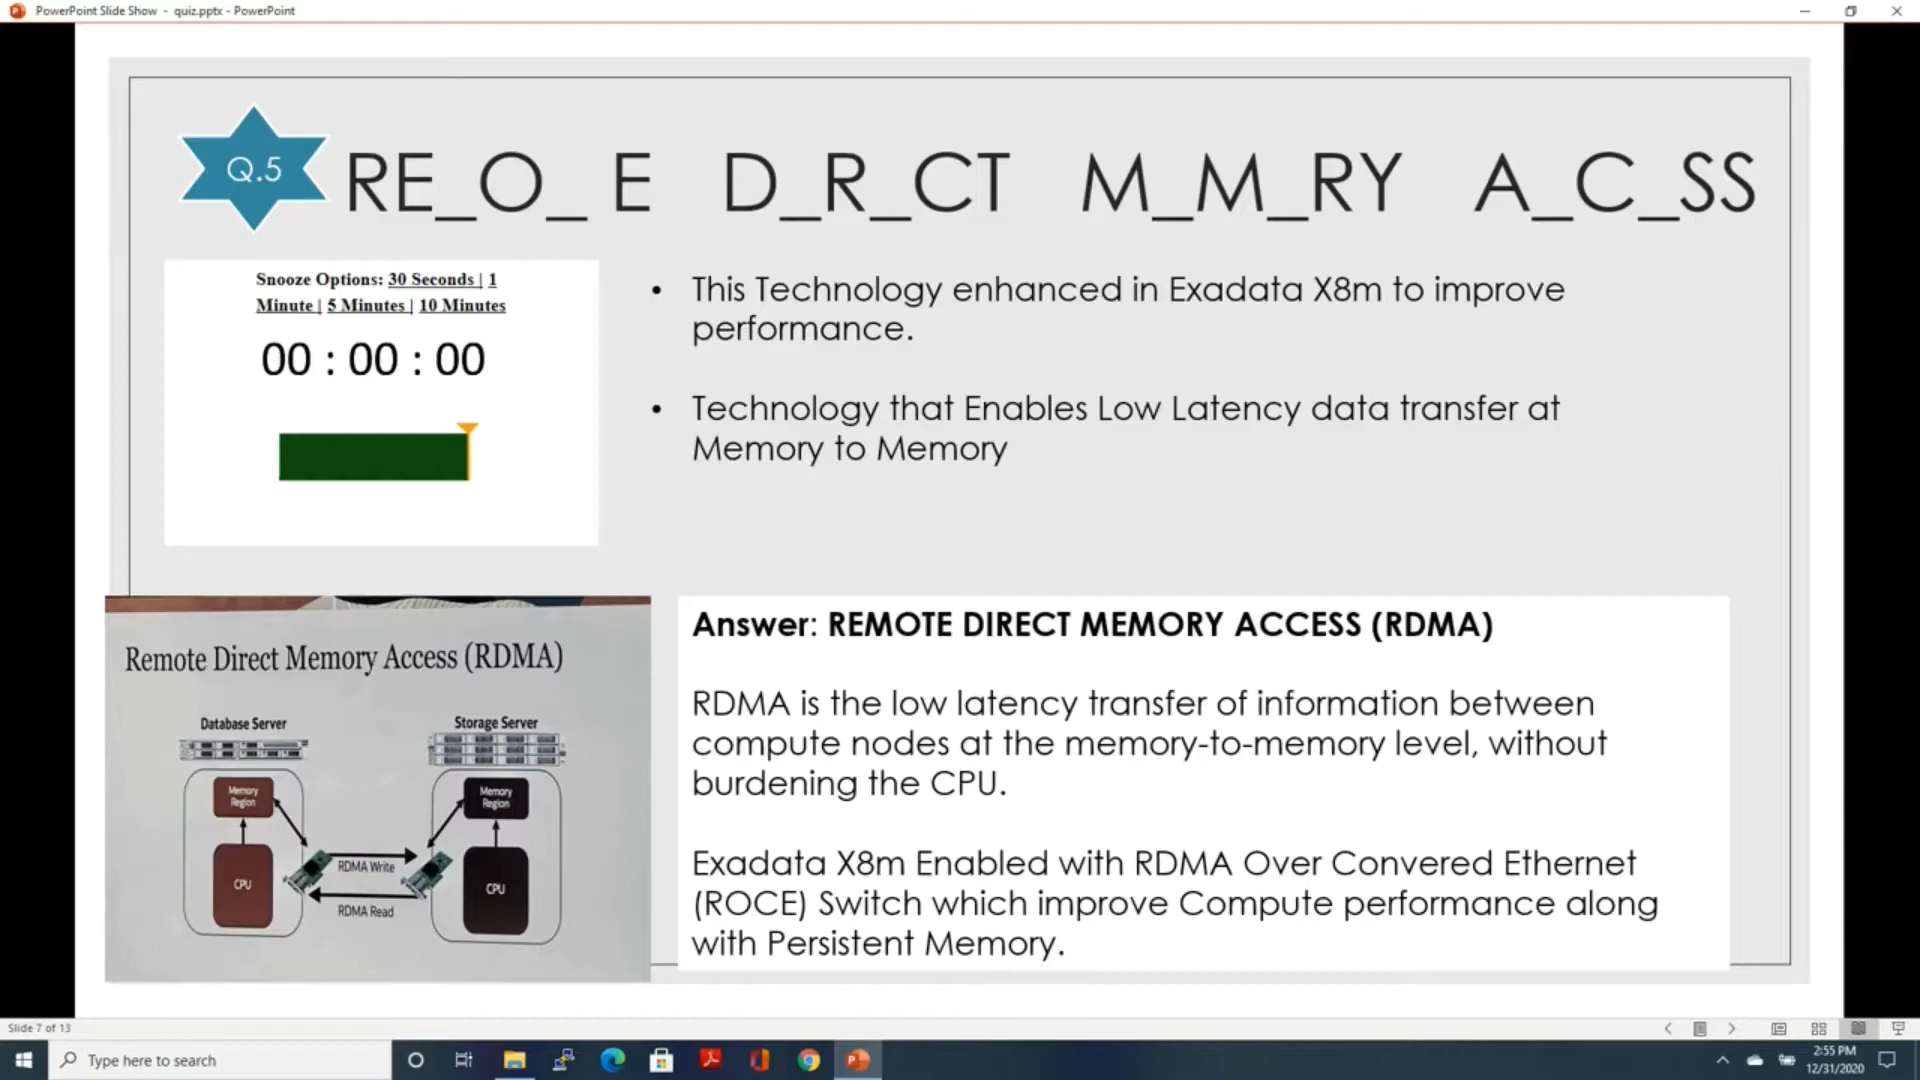 PowerPoint Slide Show - quiz.pptx - PowerPoint
Q.5
RE_O_ E D_R_CT M_M_RY A_C_SS
Snooze Options: 30 Seconds | 1
Minute | 5 Minutes | 10 Minutes
00 : 00 : 00
• This Technology enhanced in Exadata X8m to improve
performance.
• Technology that Enables Low Latency data transfer at
Memory to Memory
Remote Direct Memory Access (RDMA)
Database Server
Storage Server
Memory
Region
Memory
Region
RDMA Write
CPU
CPU
RDMA Read
Answer: REMOTE DIRECT MEMORY ACCESS (RDMA)
RDMA is the low latency transfer of information between
compute nodes at the memory-to-memory level, without
burdening the CPU.
Exadata X8m Enabled with RDMA Over Convered Ethernet
(ROCE) Switch which improve Compute performance along
with Persistent Memory.
Slide 7 of 13
Type here to search
2:55 PM
12/31/2020